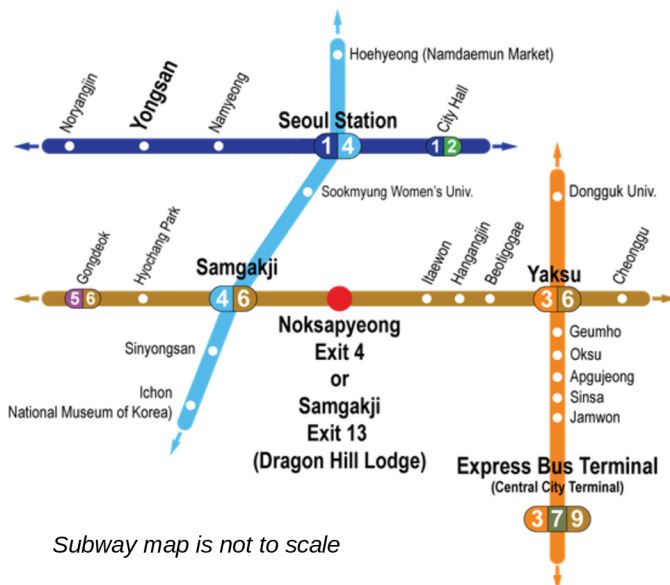 Hoehyeong (Namdaemun Market)
Noryangjin
Yongsan
Namyeong
Seoul Station
City Hall
1 4
1 2
Sookmyung Women's Univ.
Dongguk Univ.
Gongdeok
Hyochang Park
Samgakji
Itaewon
Hangangjin
Beotigogae
Yaksu
Cheonggu
5 6
4 6
3 6
Noksapyeong
Exit 4
or
Samgakji
Exit 13
(Dragon Hill Lodge)
Sinyongsan
Ichon
National Museum of Korea)
Geumho
Oksu
Apgujeong
Sinsa
Jamwon
Express Bus Terminal
(Central City Terminal)
3 7 9
Subway map is not to scale